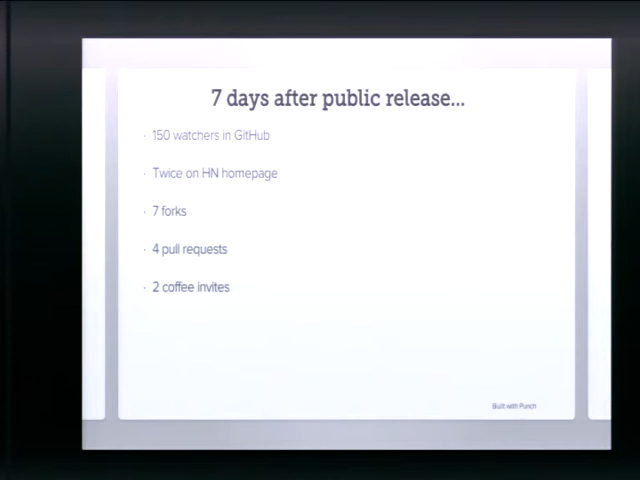 7 days after public release...
· 150 watchers in GitHub
· Twice on HN homepage
· 7 forks
· 4 pull requests
· 2 coffee invites
Built with Punch